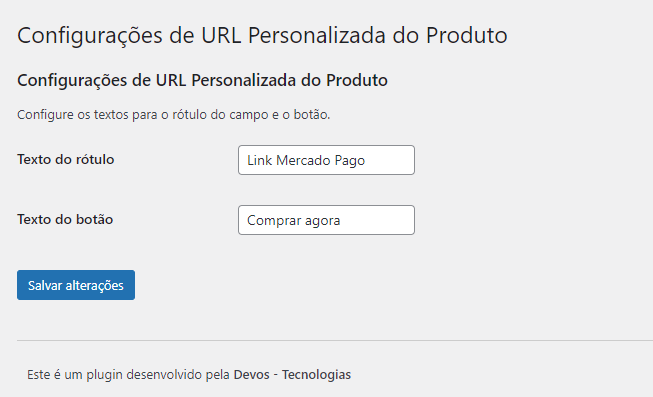 Configurações de URL Personalizada do Produto
Configurações de URL Personalizada do Produto
Configure os textos para o rótulo do campo e o botão.
Texto do rótulo
Link Mercado Pago
Texto do botão
Comprar agora
Salvar alterações
Este é um plugin desenvolvido pela Devos - Tecnologias